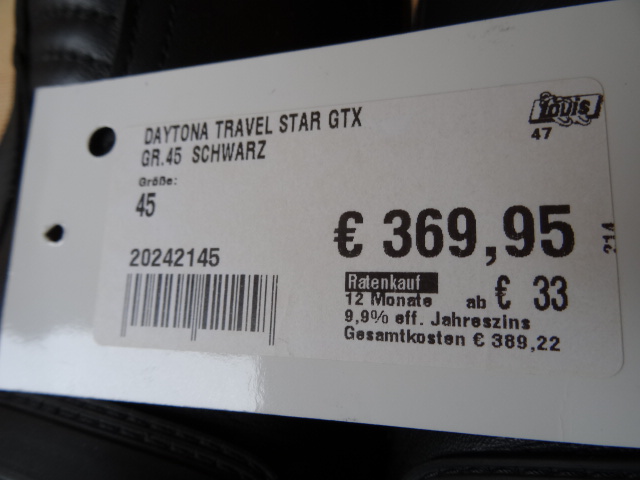 Louis
47
DAYTONA TRAVEL STAR GTX
GR.45 SCHWARZ
Größe:
45
€ 369,95
214
20242145
Ratenkauf
12 Monate ab € 33
9,9% eff. Jahreszins
Gesamtkosten € 389,22